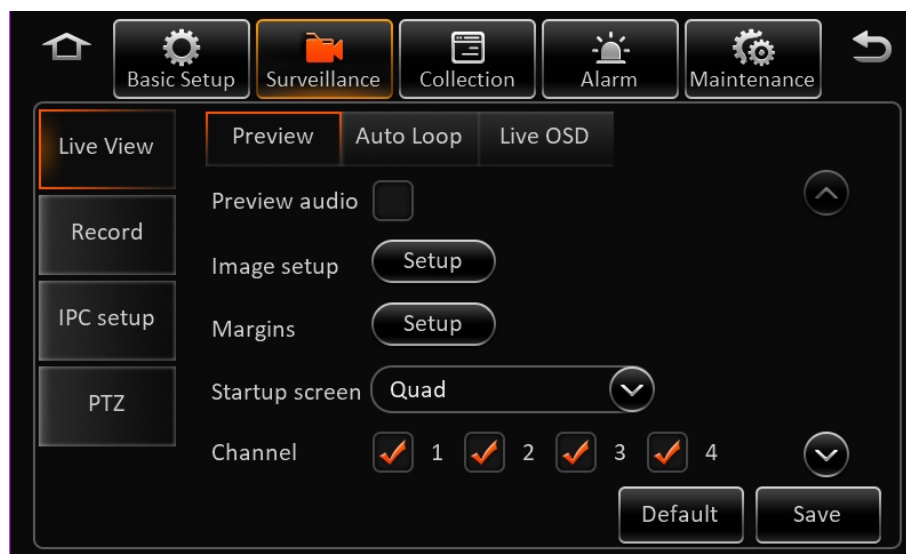 Basic Setup Surveillance Collection Alarm Maintenance
Live View Preview Auto Loop Live OSD
Preview audio
Record
Image setup Setup
IPC setup
Margins Setup
PTZ
Startup screen Quad
Channel 1 2 3 4
Default Save